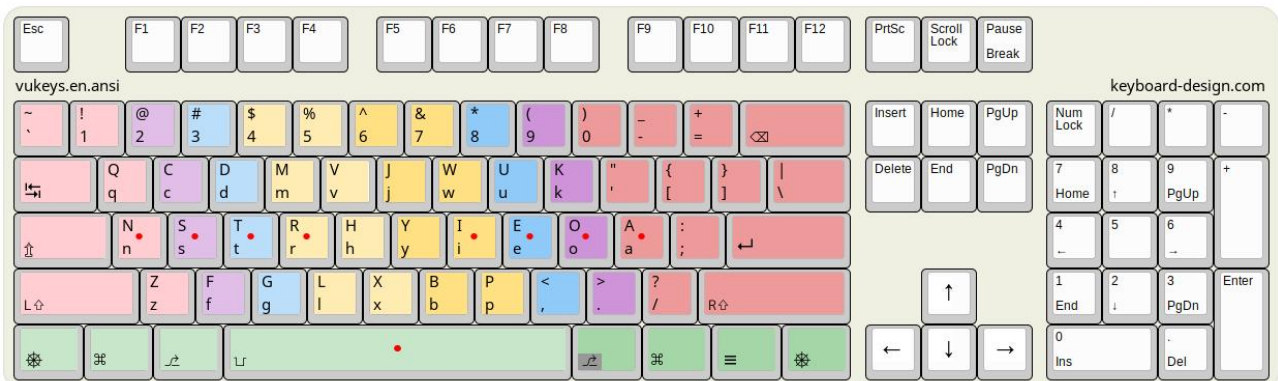 Esc F1 F2 F3 F4 F5 F6 F7 F8 F9 F10 F11 F12 PrtSc Scroll Lock Pause Break
vukeys.en.ansi keyboard-design.com
~ ! @ # $ % ^ & * ( ) _ + Insert Home PgUp Num Lock / * -
` 1 2 3 4 5 6 7 8 9 0 - = ⌫
Q C D M V J W U K " { } | Delete End PgDn 7 8 9 +
↹ q c d m v j w u k ' [ ] \ Home ↑ PgUp
N S T R H Y I E O A : 4 5 6
⇪ n s t r h y i e o a ; ↵ ← →
Z F G L X B P < > ? ↑ 1 2 3 Enter
L⇧ z f g l x b p , . / R⇧ End ↓ PgDn
⎈ ⌘ ⎇ ⊔ ⎇ ⌘ ≡ ⎈ ← ↓ → 0 .
Ins Del